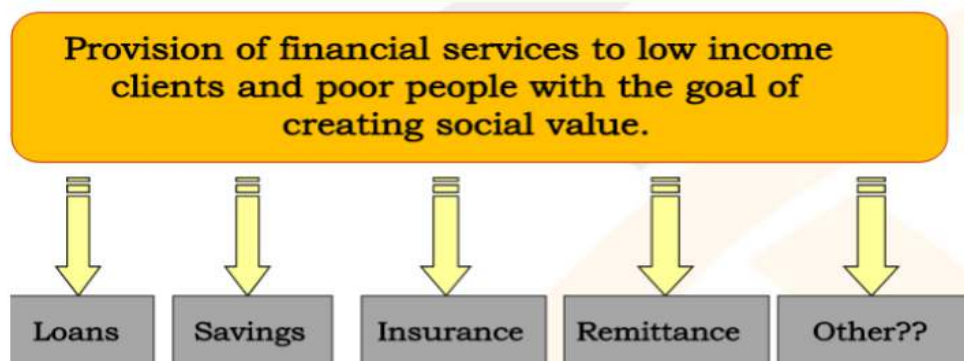 Provision of financial services to low income
clients and poor people with the goal of
creating social value.
Loans Savings Insurance Remittance Other??